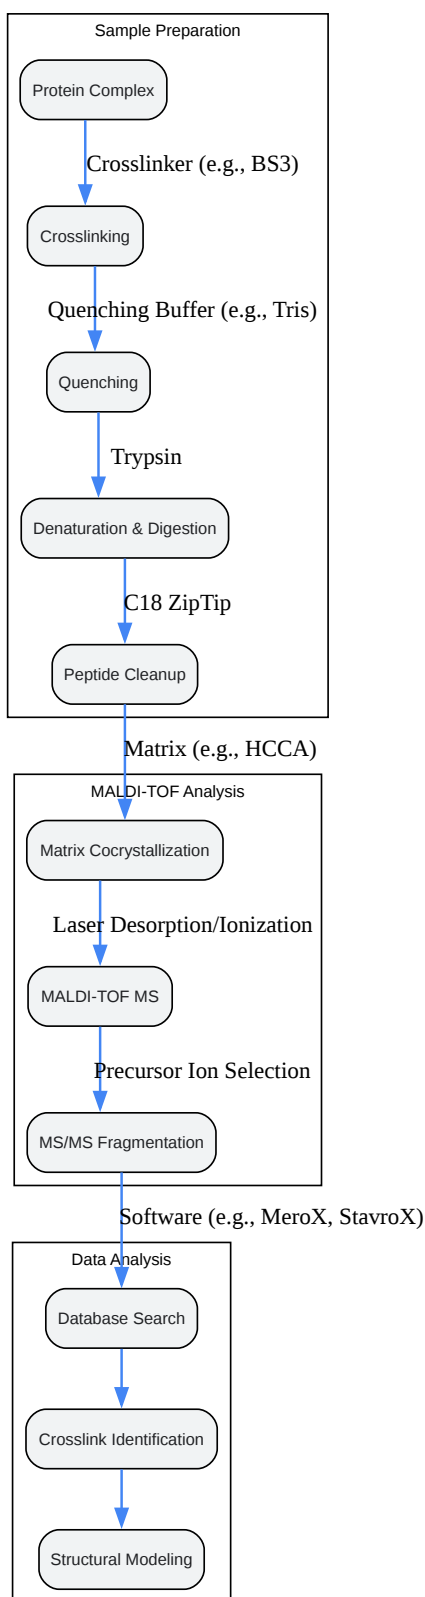 Sample Preparation
Protein Complex
Crosslinker (e.g., BS3)
Crosslinking
Quenching Buffer (e.g., Tris)
Quenching
Trypsin
Denaturation & Digestion
C18 ZipTip
Peptide Cleanup
Matrix (e.g., HCCA)
MALDI-TOF Analysis
Matrix Cocrystallization
Laser Desorption/Ionization
MALDI-TOF MS
Precursor Ion Selection
MS/MS Fragmentation
Software (e.g., MeroX, StavroX)
Data Analysis
Database Search
Crosslink Identification
Structural Modeling